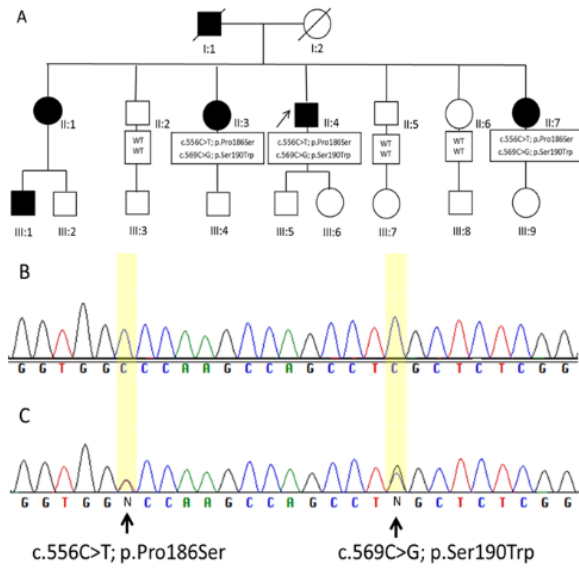 A
I:1
I:2
II:1
II:2
II:3
II:4
II:5
II:6
II:7
WT
WT
c.556C>T; p.Pro186Ser
c.569C>G; p.Ser190Trp
c.556C>T; p.Pro186Ser
c.569C>G; p.Ser190Trp
WT
WT
WT
WT
c.556C>T; p.Pro186Ser
c.569C>G; p.Ser190Trp
III:1
III:2
III:3
III:4
III:5
III:6
III:7
III:8
III:9
B
G G T G G C C C A A G C C A G C C T C G C T C T C G G
C
G G T G G N C C A A G C C A G C C T N G C T C T C G G
c.556C>T; p.Pro186Ser
c.569C>G; p.Ser190Trp